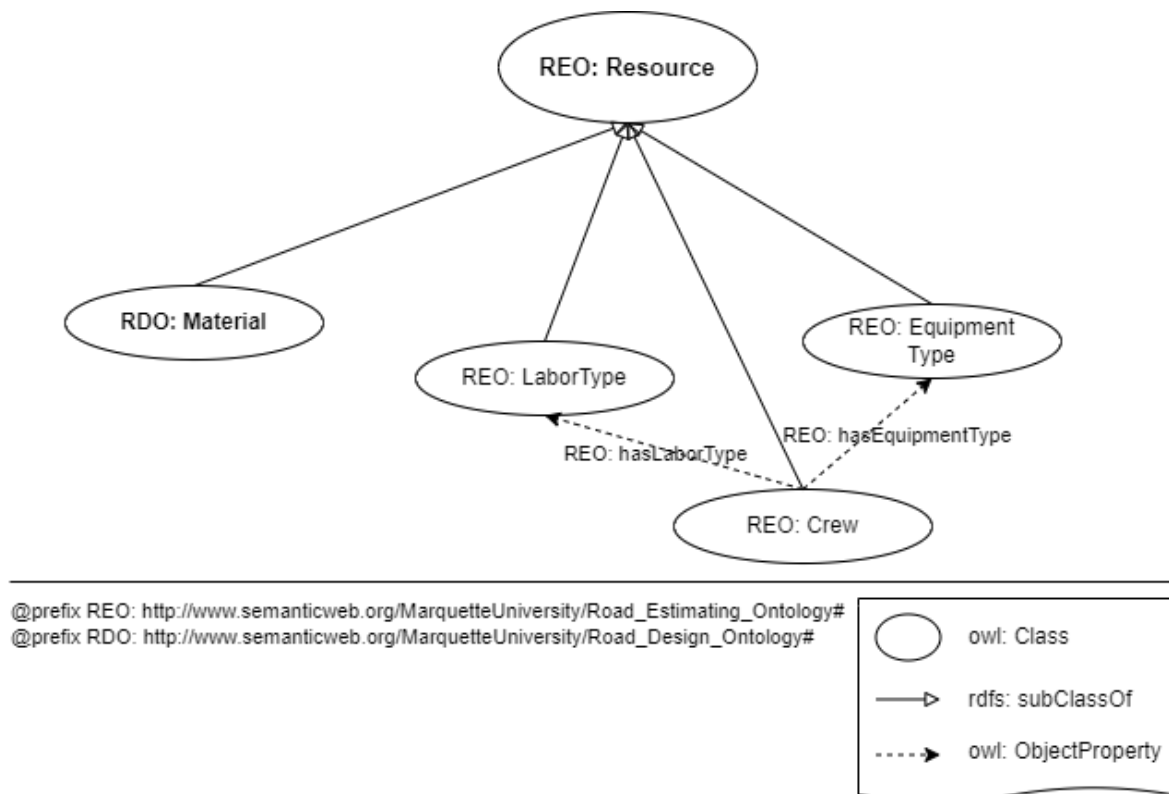 REO: Resource
RDO: Material
REO: LaborType
REO: Equipment
Type
REO: hasLaborType
REO: hasEquipmentType
REO: Crew
@prefix REO: http://www.semanticweb.org/MarquetteUniversity/Road_Estimating_Ontology#
@prefix RDO: http://www.semanticweb.org/MarquetteUniversity/Road_Design_Ontology#
owl: Class
rdfs: subClassOf
owl: ObjectProperty